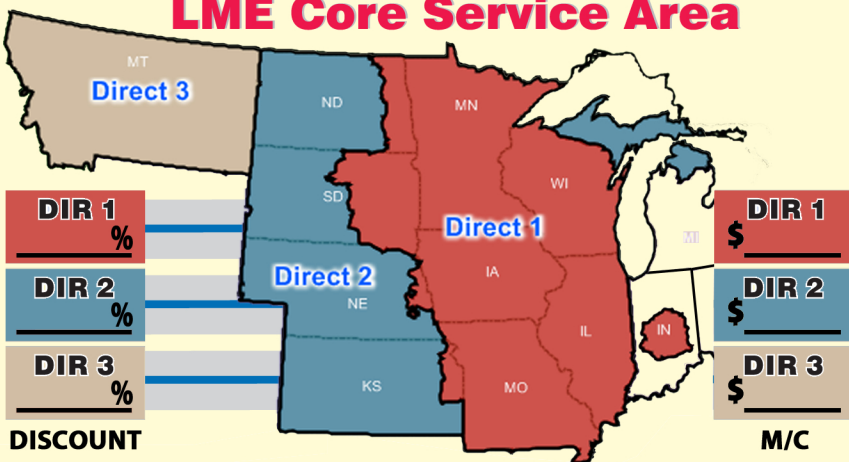 LME Core Service Area
MT
Direct 3
ND
MN
SD
WI
DIR 1
%
Direct 1
MI
DIR 1
$
Direct 2
IA
NE
DIR 2
%
DIR 2
$
IL
IN
DIR 3
%
KS
MO
DIR 3
$
DISCOUNT
M/C